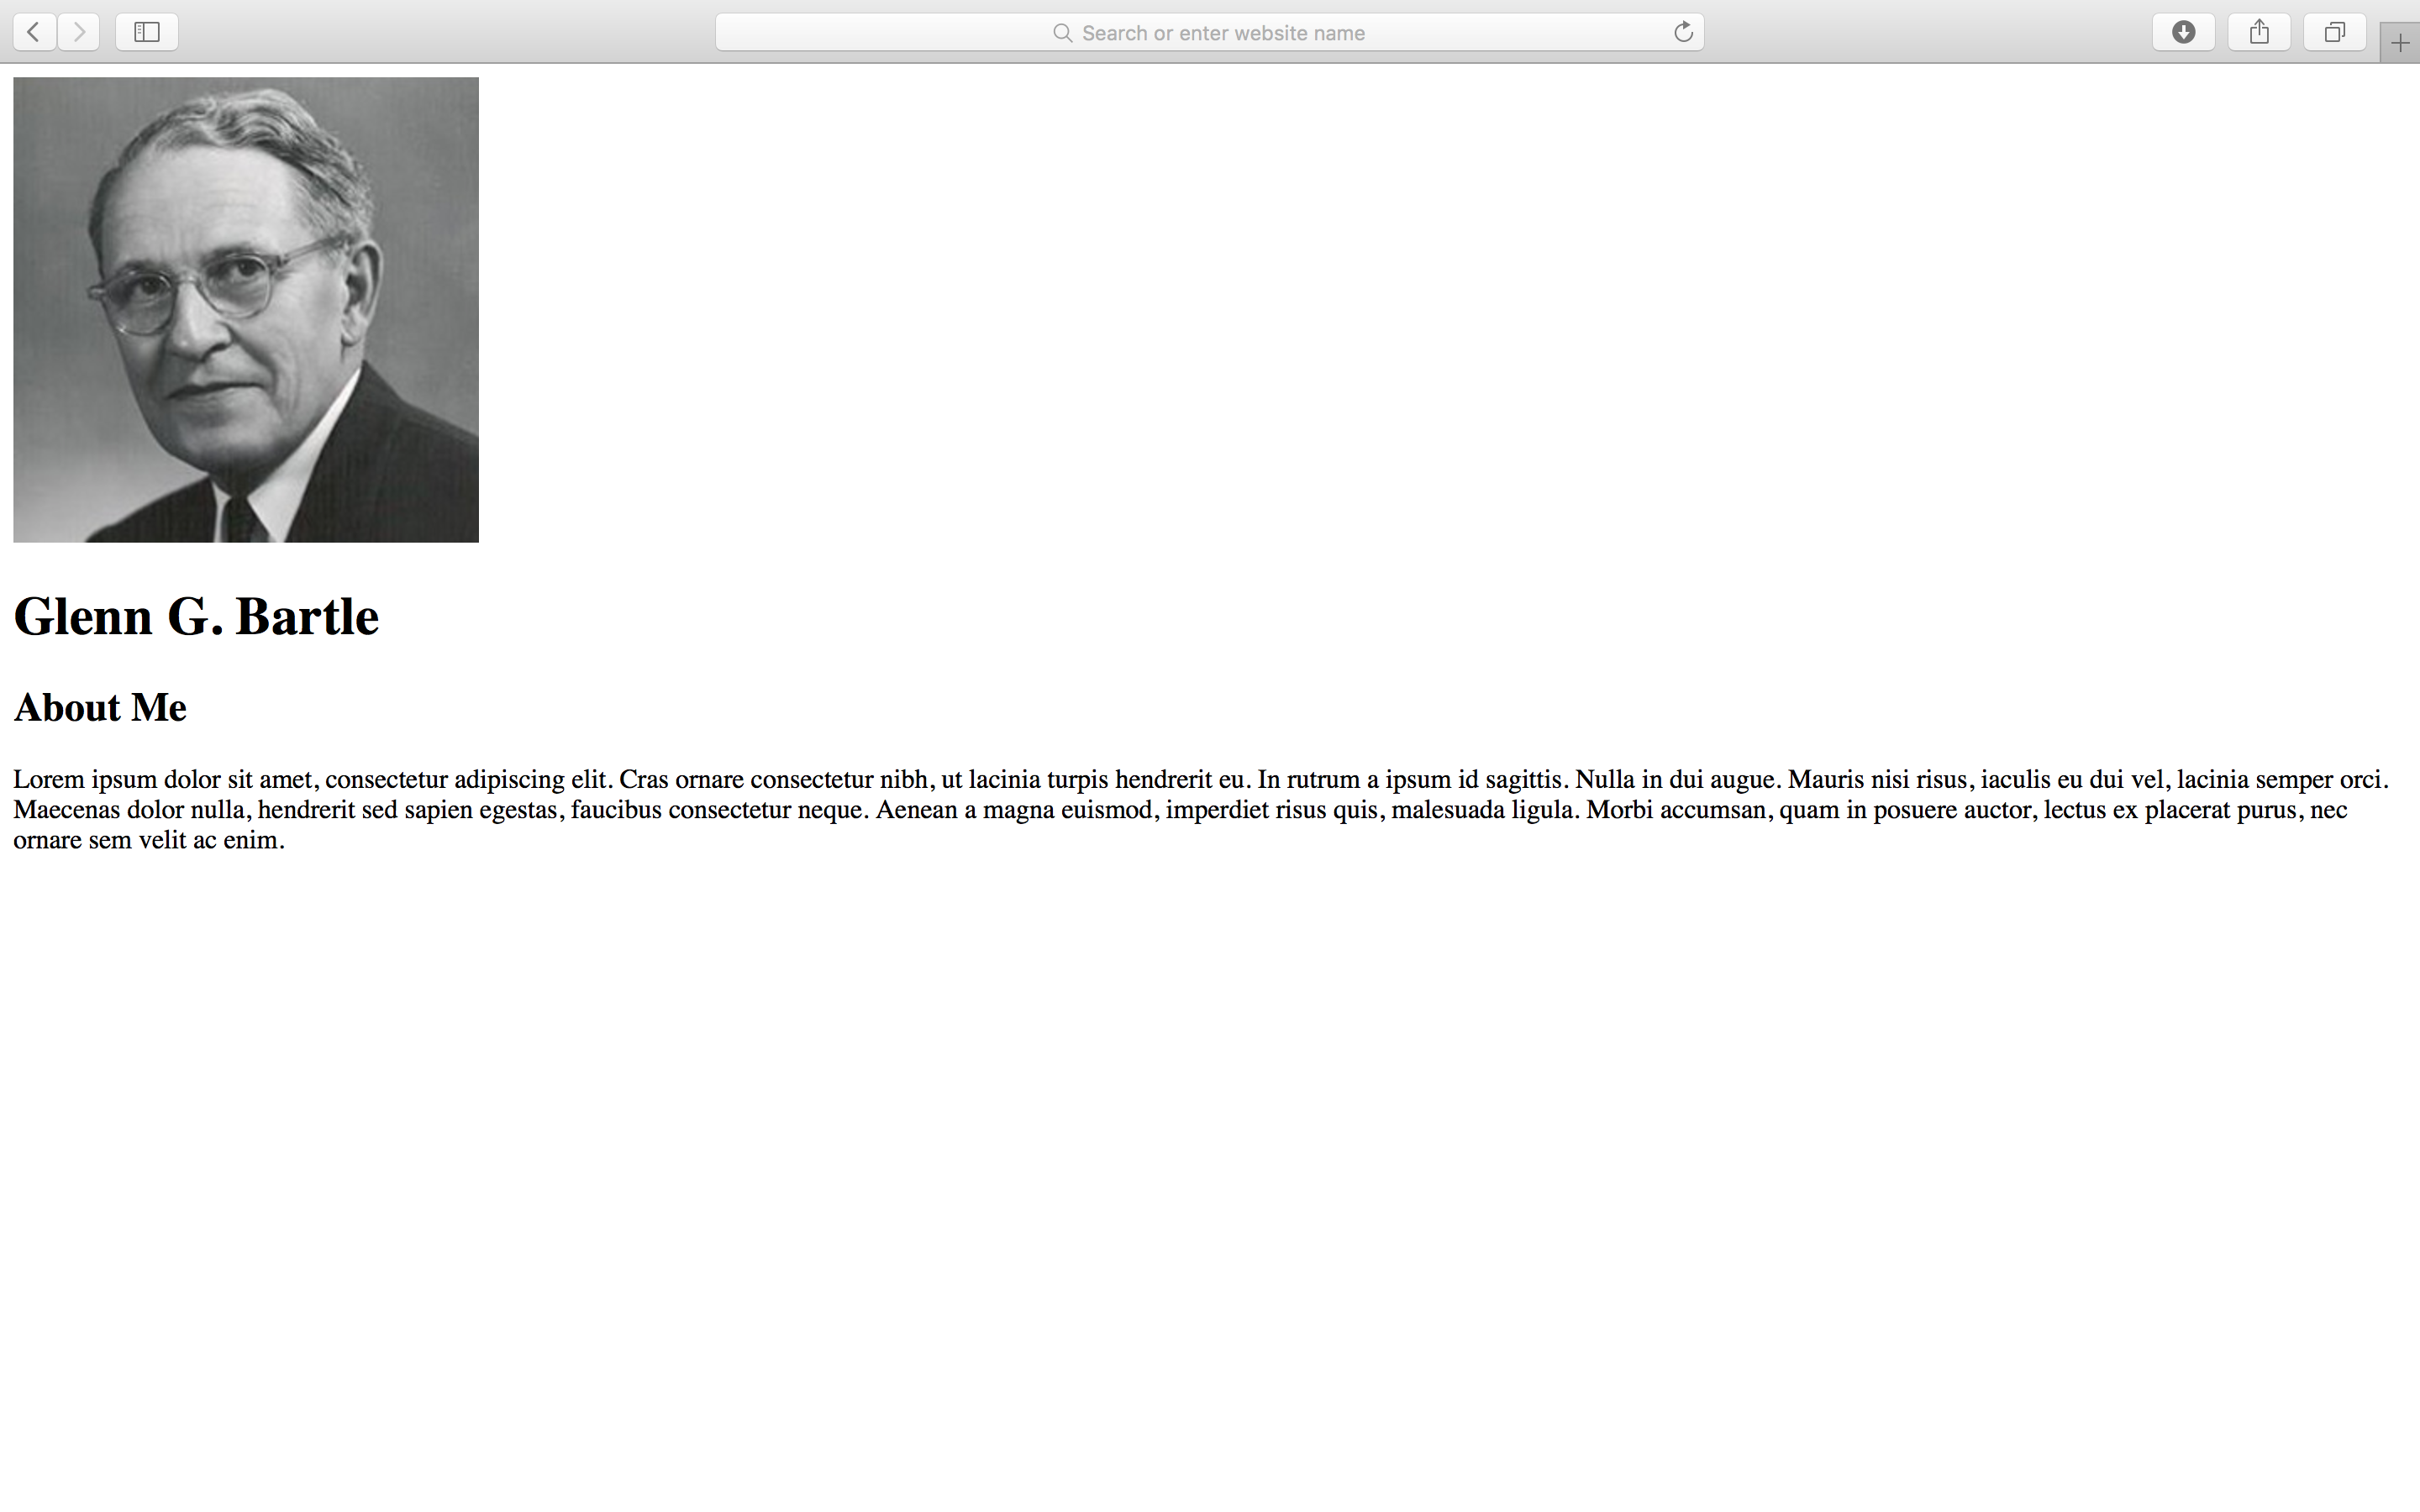 Search or enter website name
Glenn G. Bartle
About Me
Lorem ipsum dolor sit amet, consectetur adipiscing elit. Cras ornare consectetur nibh, ut lacinia turpis hendrerit eu. In rutrum a ipsum id sagittis. Nulla in dui augue. Mauris nisi risus, iaculis eu dui vel, lacinia semper orci.
Maecenas dolor nulla, hendrerit sed sapien egestas, faucibus consectetur neque. Aenean a magna euismod, imperdiet risus quis, malesuada ligula. Morbi accumsan, quam in posuere auctor, lectus ex placerat purus, nec
ornare sem velit ac enim.